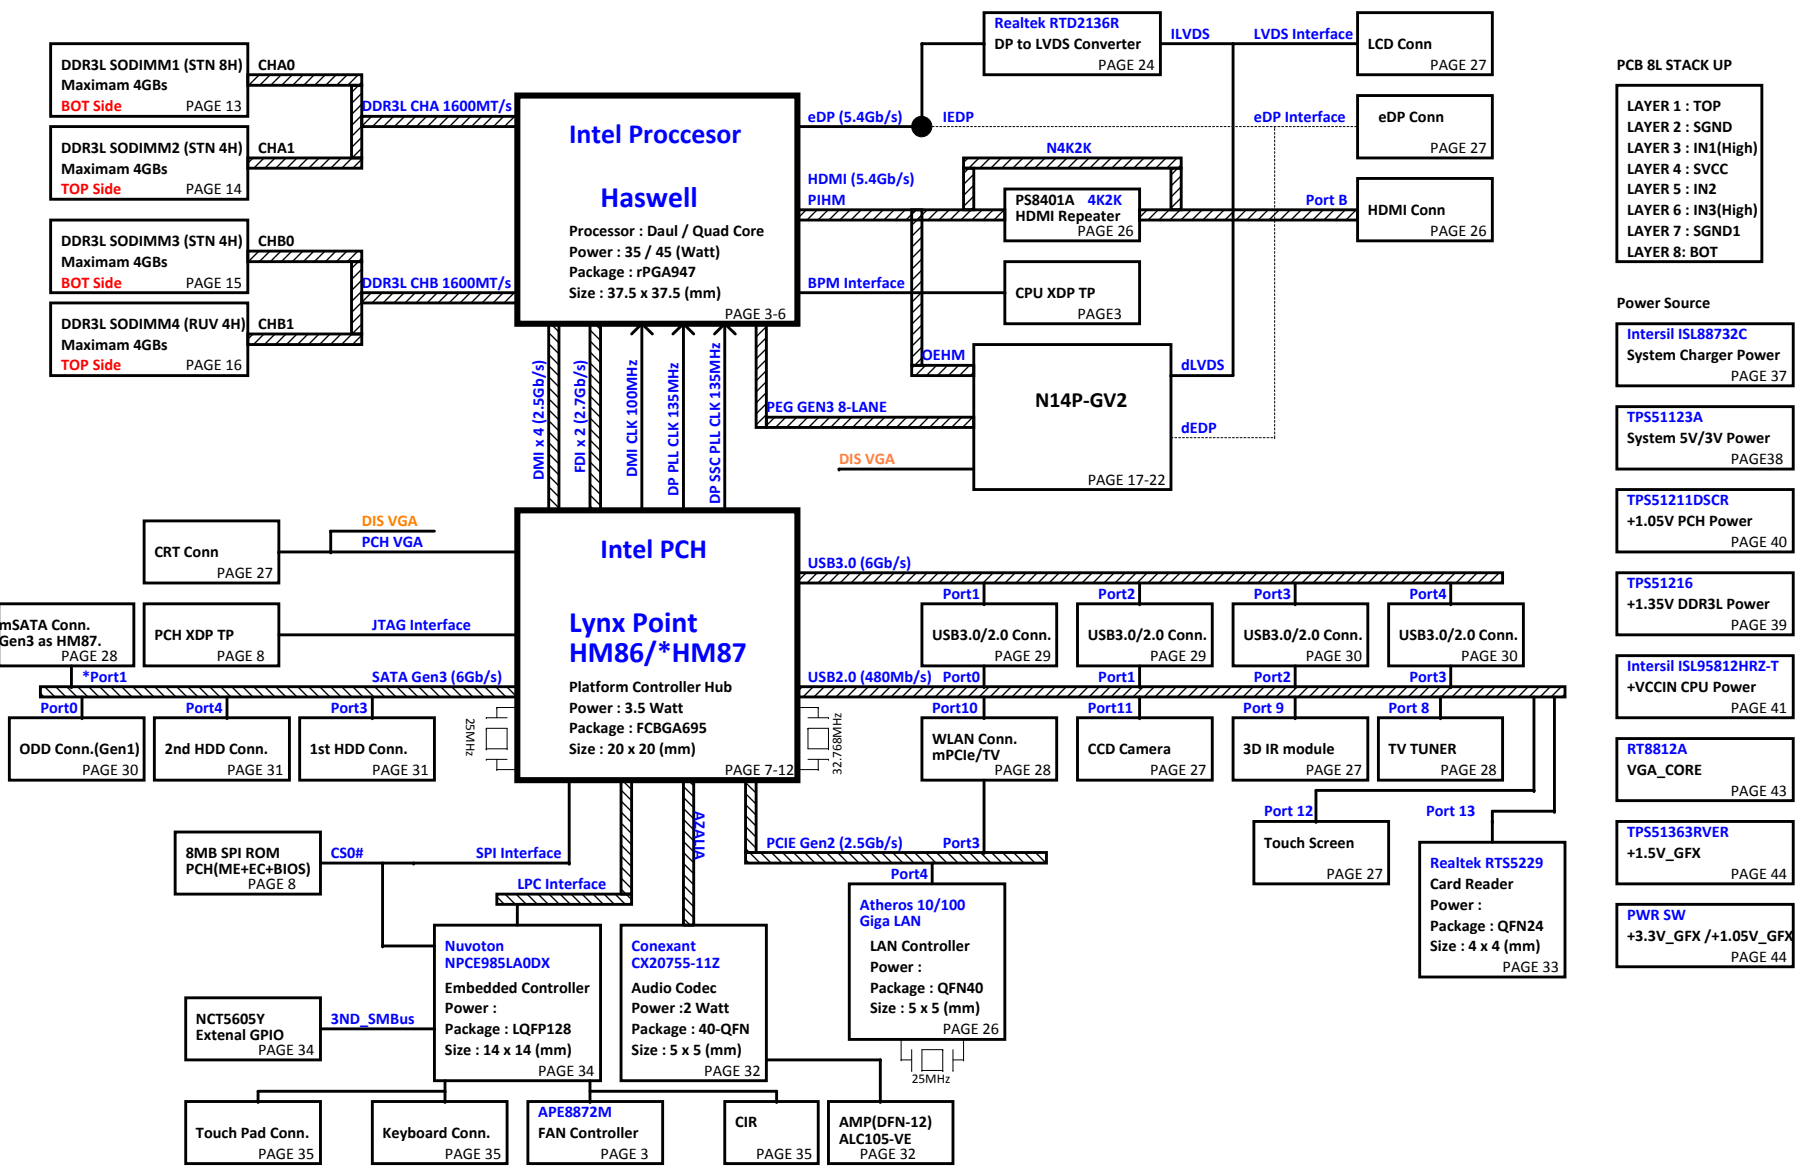 Realtek RTD2136R
DP to LVDS Converter
PAGE 24
ILVDS
LVDS Interface
LCD Conn
PAGE 27
DDR3L SODIMM1 (STN 8H)
Maximam 4GBs
BOT Side
PAGE 13
CHA0
DDR3L CHA 1600MT/s
DDR3L SODIMM2 (STN 4H)
Maximam 4GBs
TOP Side
PAGE 14
CHA1
DDR3L SODIMM3 (STN 4H)
Maximam 4GBs
BOT Side
PAGE 15
CHB0
DDR3L CHB 1600MT/s
DDR3L SODIMM4 (RUV 4H)
Maximam 4GBs
TOP Side
PAGE 16
CHB1
Intel Proccesor
Haswell
Processor : Daul / Quad Core
Power : 35 / 45 (Watt)
Package : rPGA947
Size : 37.5 x 37.5 (mm)
PAGE 3-6
eDP (5.4Gb/s)
IEDP
eDP Interface
eDP Conn
PAGE 27
N4K2K
HDMI (5.4Gb/s)
PIHM
PS8401A 4K2K
HDMI Repeater
PAGE 26
Port B
HDMI Conn
PAGE 26
BPM Interface
CPU XDP TP
PAGE3
OEHM
dLVDS
N14P-GV2
dEDP
PEG GEN3 8-LANE
DIS VGA
PAGE 17-22
DMI x 4 (2.5Gb/s)
FDI x 2 (2.7Gb/s)
DMI CLK 100MHz
DP PLL CLK 135MHz
DP SSC PLL CLK 135MHz
PCB 8L STACK UP
LAYER 1 : TOP
LAYER 2 : SGND
LAYER 3 : IN1(High)
LAYER 4 : SVCC
LAYER 5 : IN2
LAYER 6 : IN3(High)
LAYER 7 : SGND1
LAYER 8: BOT
Power Source
Intersil ISL88732C
System Charger Power
PAGE 37
TPS51123A
System 5V/3V Power
PAGE38
TPS51211DSCR
+1.05V PCH Power
PAGE 40
TPS51216
+1.35V DDR3L Power
PAGE 39
Intersil ISL95812HRZ-T
+VCCIN CPU Power
PAGE 41
RT8812A
VGA_CORE
PAGE 43
TPS51363RVER
+1.5V_GFX
PAGE 44
PWR SW
+3.3V_GFX /+1.05V_GFX
PAGE 44
CRT Conn
PAGE 27
DIS VGA
PCH VGA
Intel PCH
Lynx Point
HM86/*HM87
Platform Controller Hub
Power : 3.5 Watt
Package : FCBGA695
Size : 20 x 20 (mm)
PAGE 7-12
mSATA Conn.
Gen3 as HM87.
PAGE 28
PCH XDP TP
PAGE 8
JTAG Interface
*Port1
SATA Gen3 (6Gb/s)
Port0
Port4
Port3
ODD Conn.(Gen1)
PAGE 30
2nd HDD Conn.
PAGE 31
1st HDD Conn.
PAGE 31
25MHz
32.768MHz
USB3.0 (6Gb/s)
Port1
Port2
Port3
Port4
USB3.0/2.0 Conn.
PAGE 29
USB3.0/2.0 Conn.
PAGE 29
USB3.0/2.0 Conn.
PAGE 30
USB3.0/2.0 Conn.
PAGE 30
USB2.0 (480Mb/s)
Port0
Port1
Port2
Port3
Port10
Port11
Port 9
Port 8
WLAN Conn.
mPCIe/TV
PAGE 28
CCD Camera
PAGE 27
3D IR module
PAGE 27
TV TUNER
PAGE 28
Port 12
Port 13
Touch Screen
PAGE 27
Realtek RTS5229
Card Reader
Power :
Package : QFN24
Size : 4 x 4 (mm)
PAGE 33
8MB SPI ROM
PCH(ME+EC+BIOS)
PAGE 8
CS0#
SPI Interface
LPC Interface
AZALIA
PCIE Gen2 (2.5Gb/s)
Port3
Port4
Atheros 10/100
Giga LAN
LAN Controller
Power :
Package : QFN40
Size : 5 x 5 (mm)
PAGE 26
25MHz
Nuvoton
NPCE985LA0DX
Embedded Controller
Power :
Package : LQFP128
Size : 14 x 14 (mm)
PAGE 34
Conexant
CX20755-11Z
Audio Codec
Power :2 Watt
Package : 40-QFN
Size : 5 x 5 (mm)
PAGE 32
NCT5605Y
Extenal GPIO
PAGE 34
3ND_SMBus
Touch Pad Conn.
PAGE 35
Keyboard Conn.
PAGE 35
APE8872M
FAN Controller
PAGE 3
CIR
PAGE 35
AMP(DFN-12)
ALC105-VE
PAGE 32